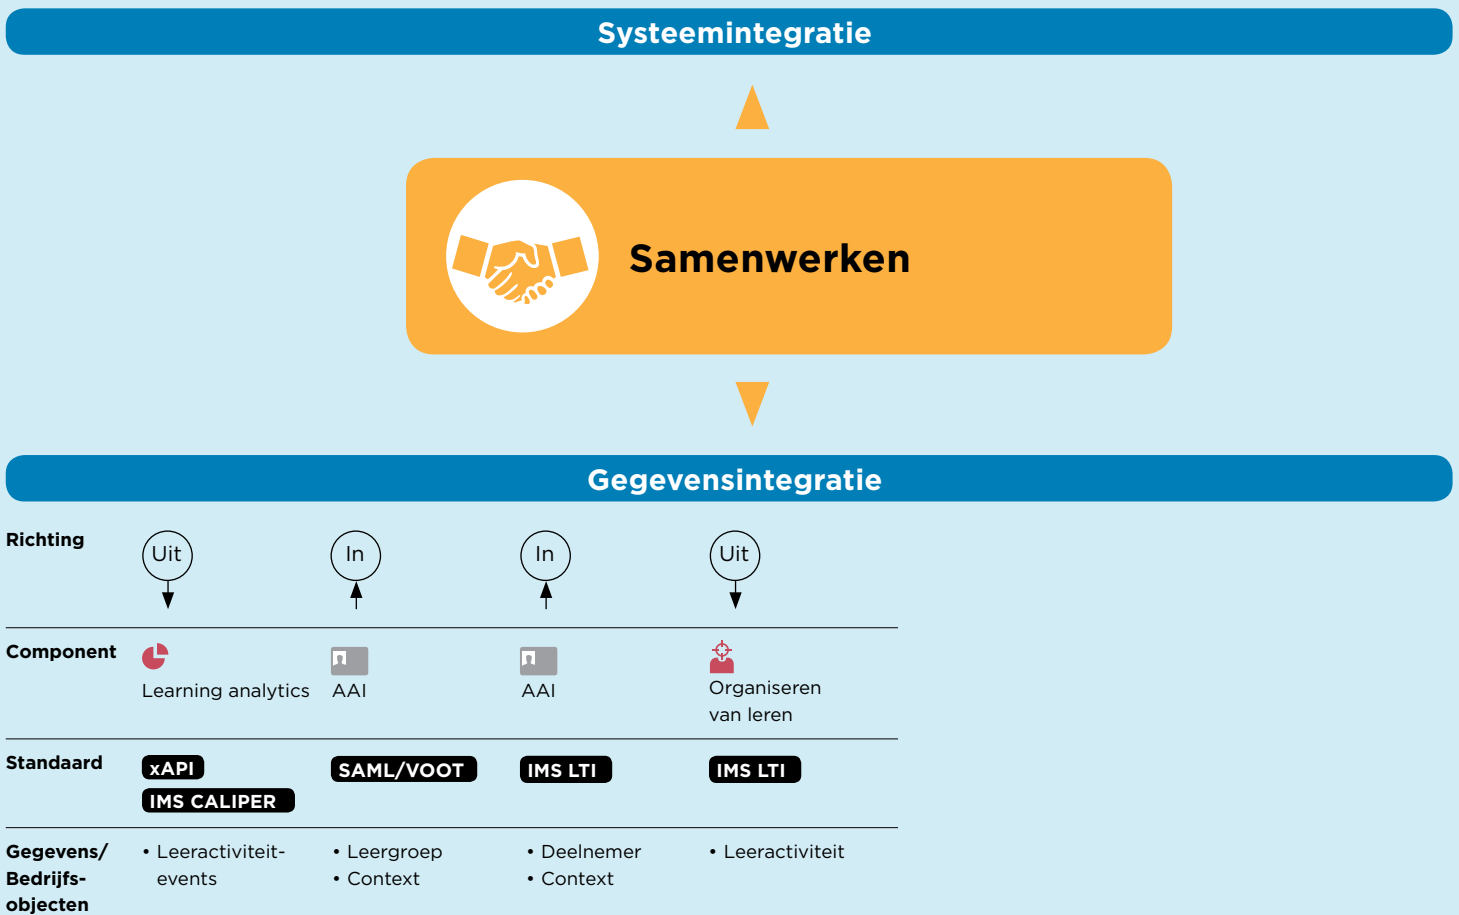 Systeemintegratie
Samenwerken
Gegevensintegratie
Richting
Uit
In
In
Uit
Component
Learning analytics
AAI
AAI
Organiseren
van leren
Standaard
xAPI
IMS CALIPER
SAML/VOOT
IMS LTI
IMS LTI
Gegevens/
Bedrijfs-
objecten
• Leeractiviteit-
events
• Leergroep
• Context
• Deelnemer
• Context
• Leeractiviteit